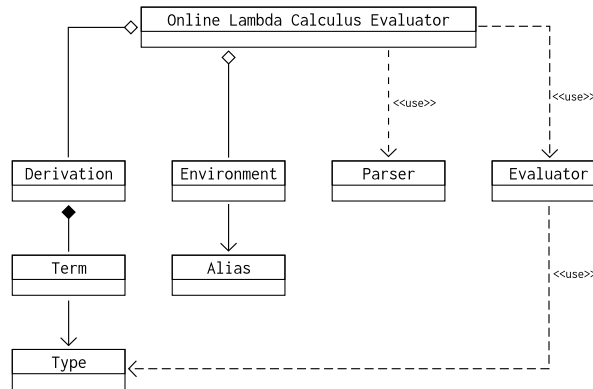 Online Lambda Calculus Evaluator
<<use>>
<<use>>
Derivation
Environment
Parser
Evaluator
Term
Alias
<<use>>
Type